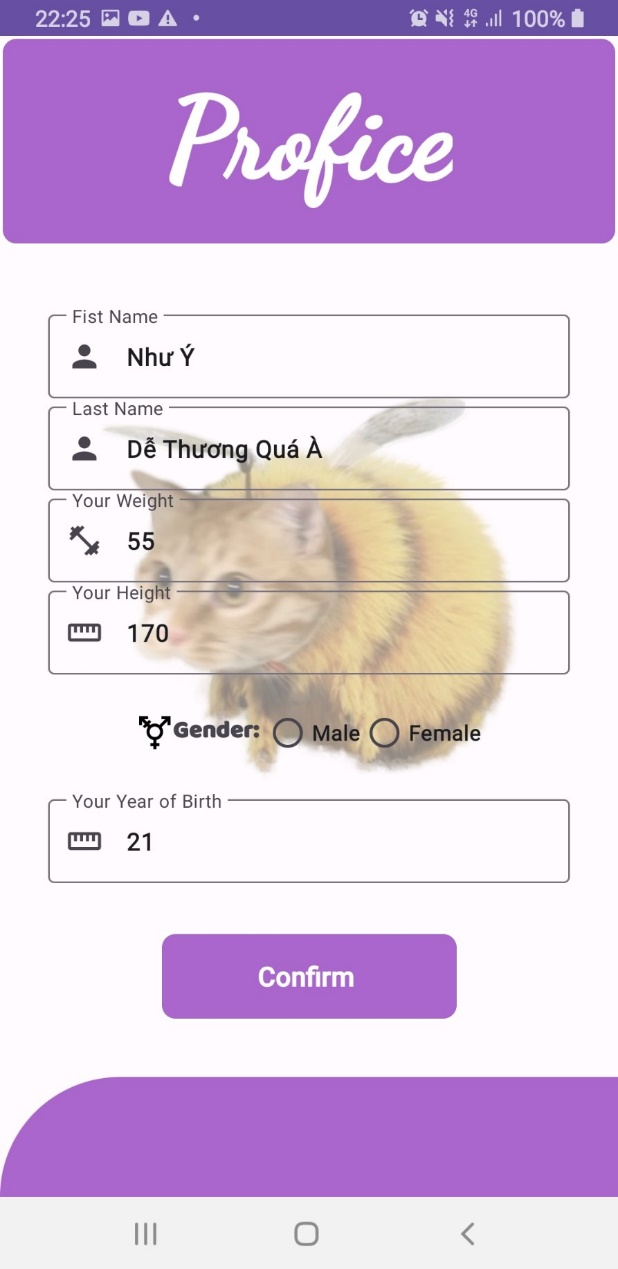 22:25 4G 100%
Profice
Fist Name
Như Ý
Last Name
Dễ Thương Quá À
Your Weight
55
Your Height
170
Gender: Male Female
Your Year of Birth
21
Confirm